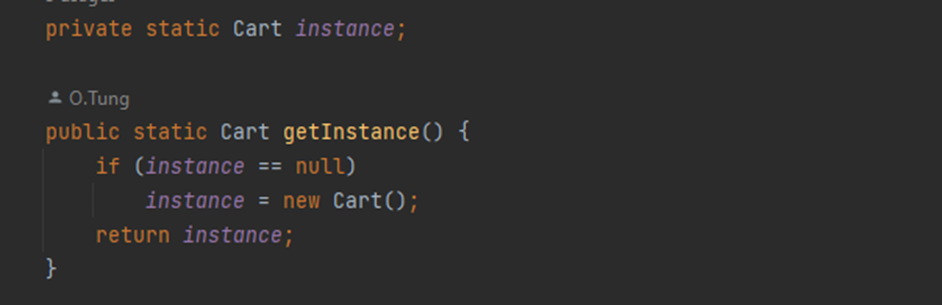 private static Cart instance;
O.Tung
public static Cart getInstance() {
if (instance == null)
instance = new Cart();
return instance;
}